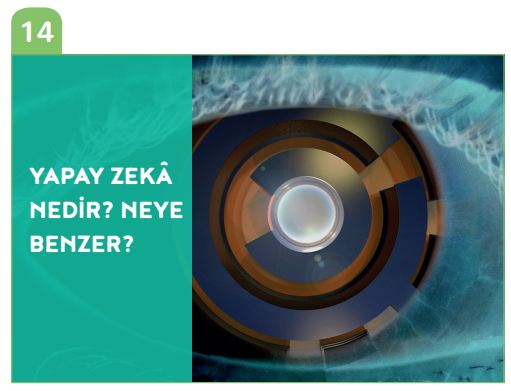 14
YAPAY ZEKÂ
NEDİR? NEYE
BENZER?